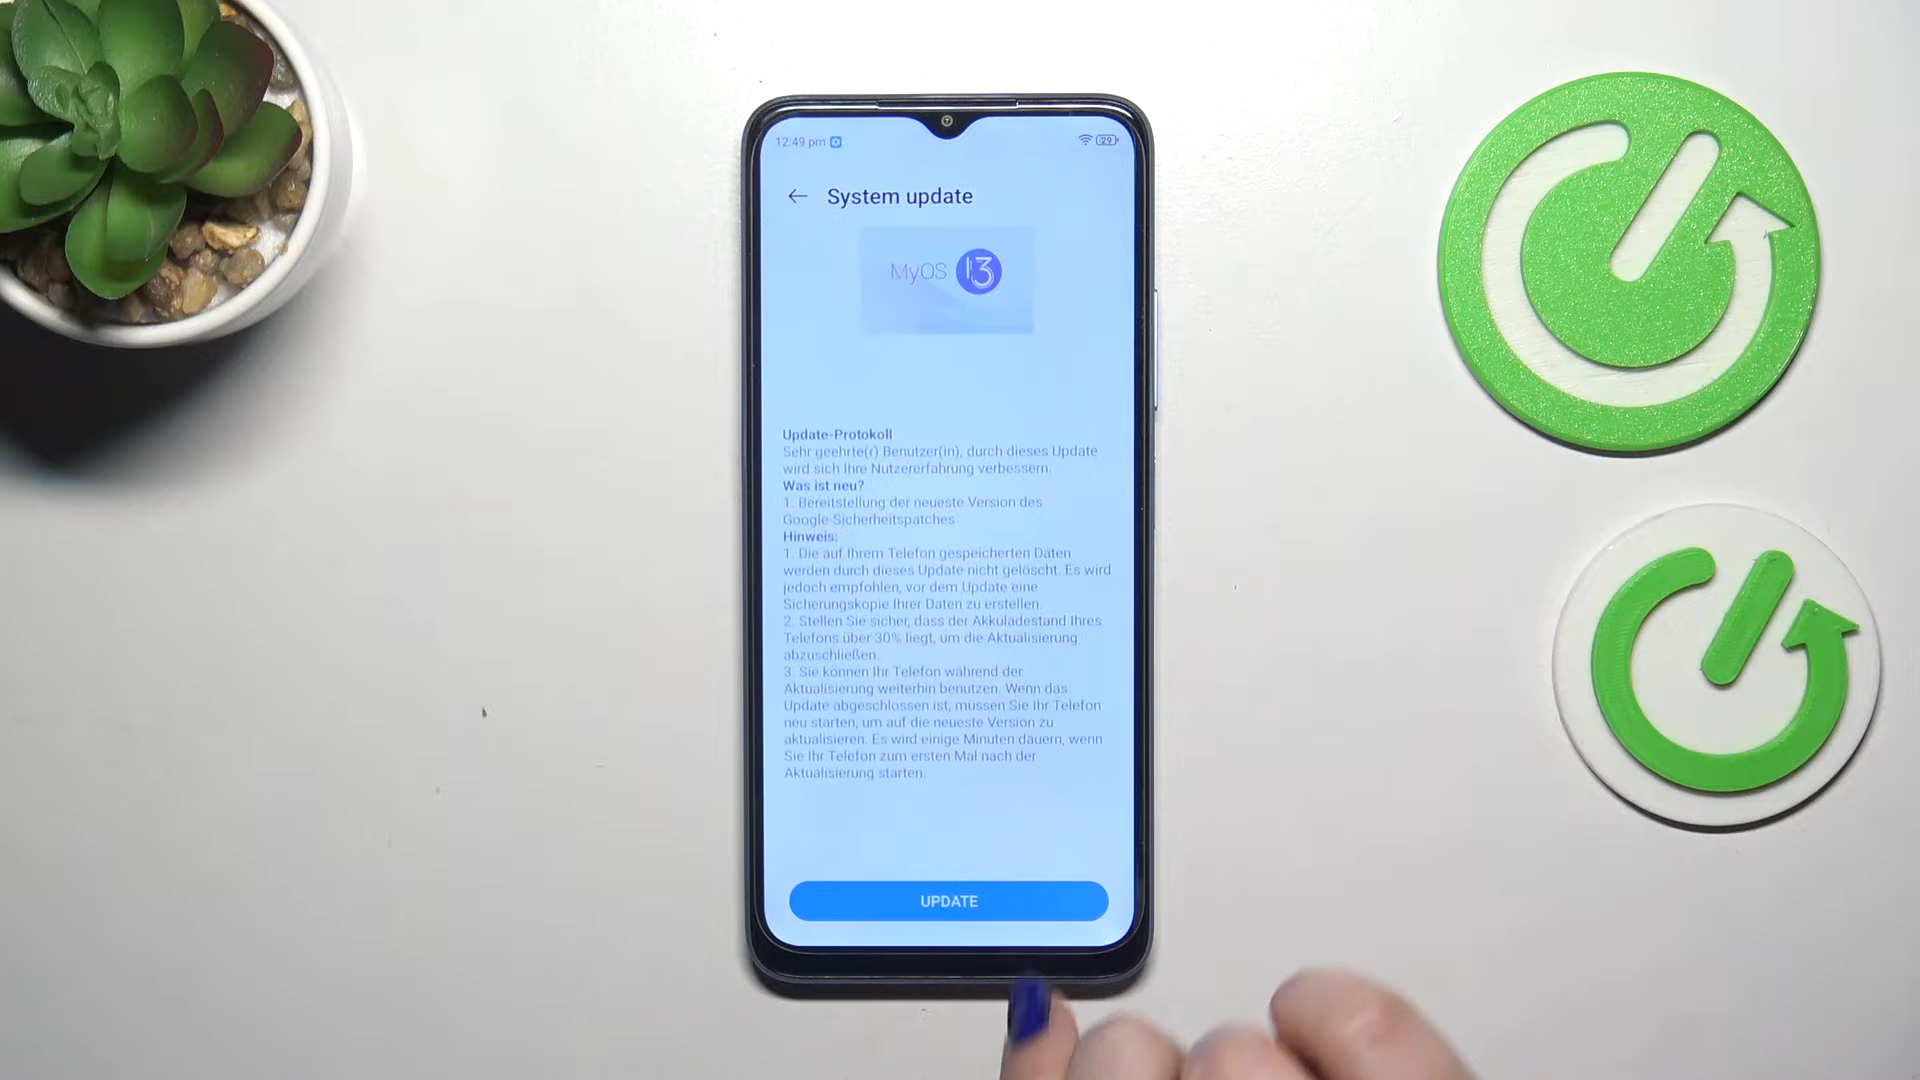 12:49 pm
29
System update
MyOS 13
Update-Protokoll
Sehr geehrte(r) Benutzer(in), durch dieses Update
wird sich Ihre Nutzererfahrung verbessern.
Was ist neu?
1. Bereitstellung der neueste Version des
Google-Sicherheitspatches
Hinweis:
1. Die auf Ihrem Telefon gespeicherten Daten
werden durch dieses Update nicht gelöscht. Es wird
jedoch empfohlen, vor dem Update eine
Sicherungskopie Ihrer Daten zu erstellen.
2. Stellen Sie sicher, dass der Akkuladestand Ihres
Telefons über 30% liegt, um die Aktualisierung
abzuschließen.
3. Sie können Ihr Telefon während der
Aktualisierung weiterhin benutzen. Wenn das
Update abgeschlossen ist, müssen Sie Ihr Telefon
neu starten, um auf die neueste Version zu
aktualisieren. Es wird einige Minuten dauern, wenn
Sie Ihr Telefon zum ersten Mal nach der
Aktualisierung starten.
UPDATE